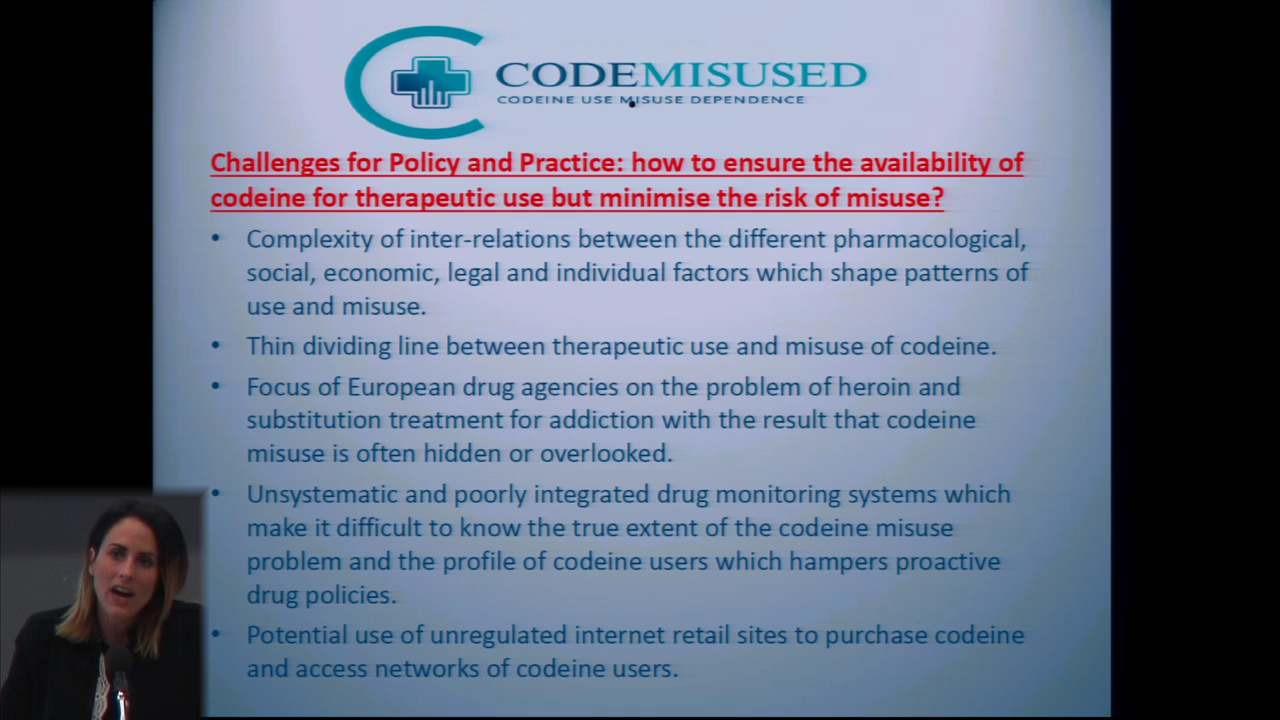 CODEMISUSED
CODEINE USE MISUSE DEPENDENCE
Challenges for Policy and Practice: how to ensure the availability of
codeine for therapeutic use but minimise the risk of misuse?
• Complexity of inter-relations between the different pharmacological,
social, economic, legal and individual factors which shape patterns of
use and misuse.
• Thin dividing line between therapeutic use and misuse of codeine.
• Focus of European drug agencies on the problem of heroin and
substitution treatment for addiction with the result that codeine
misuse is often hidden or overlooked.
• Unsystematic and poorly integrated drug monitoring systems which
make it difficult to know the true extent of the codeine misuse
problem and the profile of codeine users which hampers proactive
drug policies.
• Potential use of unregulated internet retail sites to purchase codeine
and access networks of codeine users.